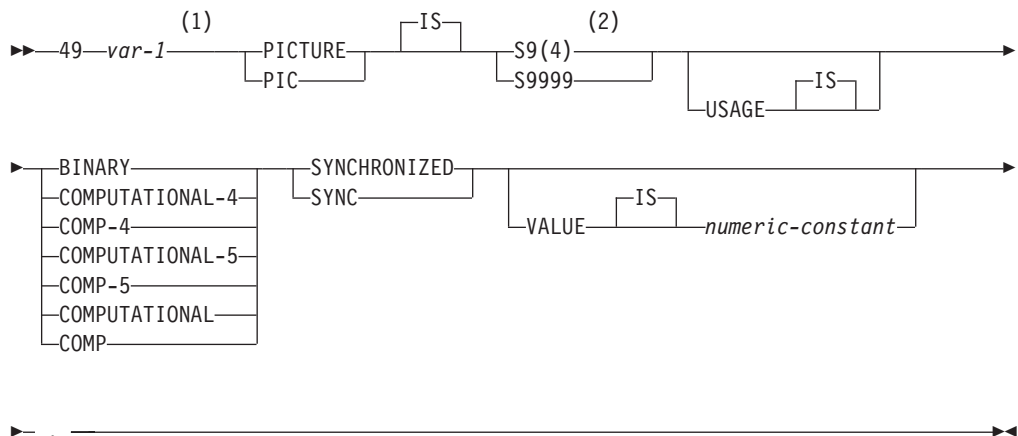 (1) IS (2)
49 var-1 PICTURE S9(4) IS
PIC S9999 USAGE
BINARY SYNCHRONIZED IS
COMPUTATIONAL-4 SYNC VALUE numeric-constant
COMP-4
COMPUTATIONAL-5
COMP-5
COMPUTATIONAL
COMP
.